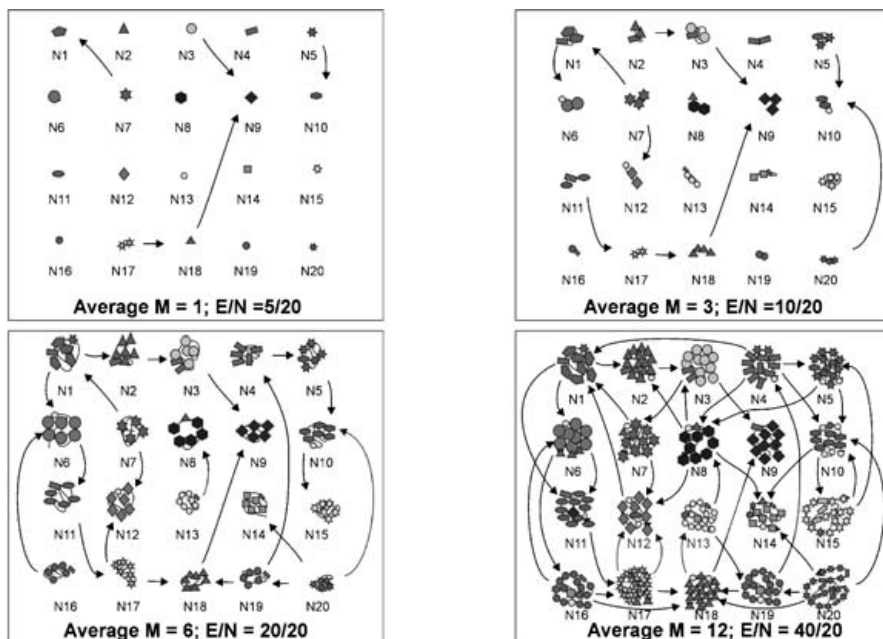 N1 N2 N3 N4 N5
N6 N7 N8 N9 N10
N11 N12 N13 N14 N15
N16 N17 N18 N19 N20
Average M = 1; E/N =5/20
N1 N2 N3 N4 N5
N6 N7 N8 N9 N10
N11 N12 N13 N14 N15
N16 N17 N18 N19 N20
Average M = 3; E/N =10/20
N1 N2 N3 N4 N5
N6 N7 N8 N9 N10
N11 N12 N13 N14 N15
N16 N17 N18 N19 N20
Average M = 6; E/N = 20/20
N1 N2 N3 N4 N5
N6 N7 N8 N9 N10
N11 N12 N13 N14 N15
N16 N17 N18 N19 N20
Average M = 12; E/N = 40/20